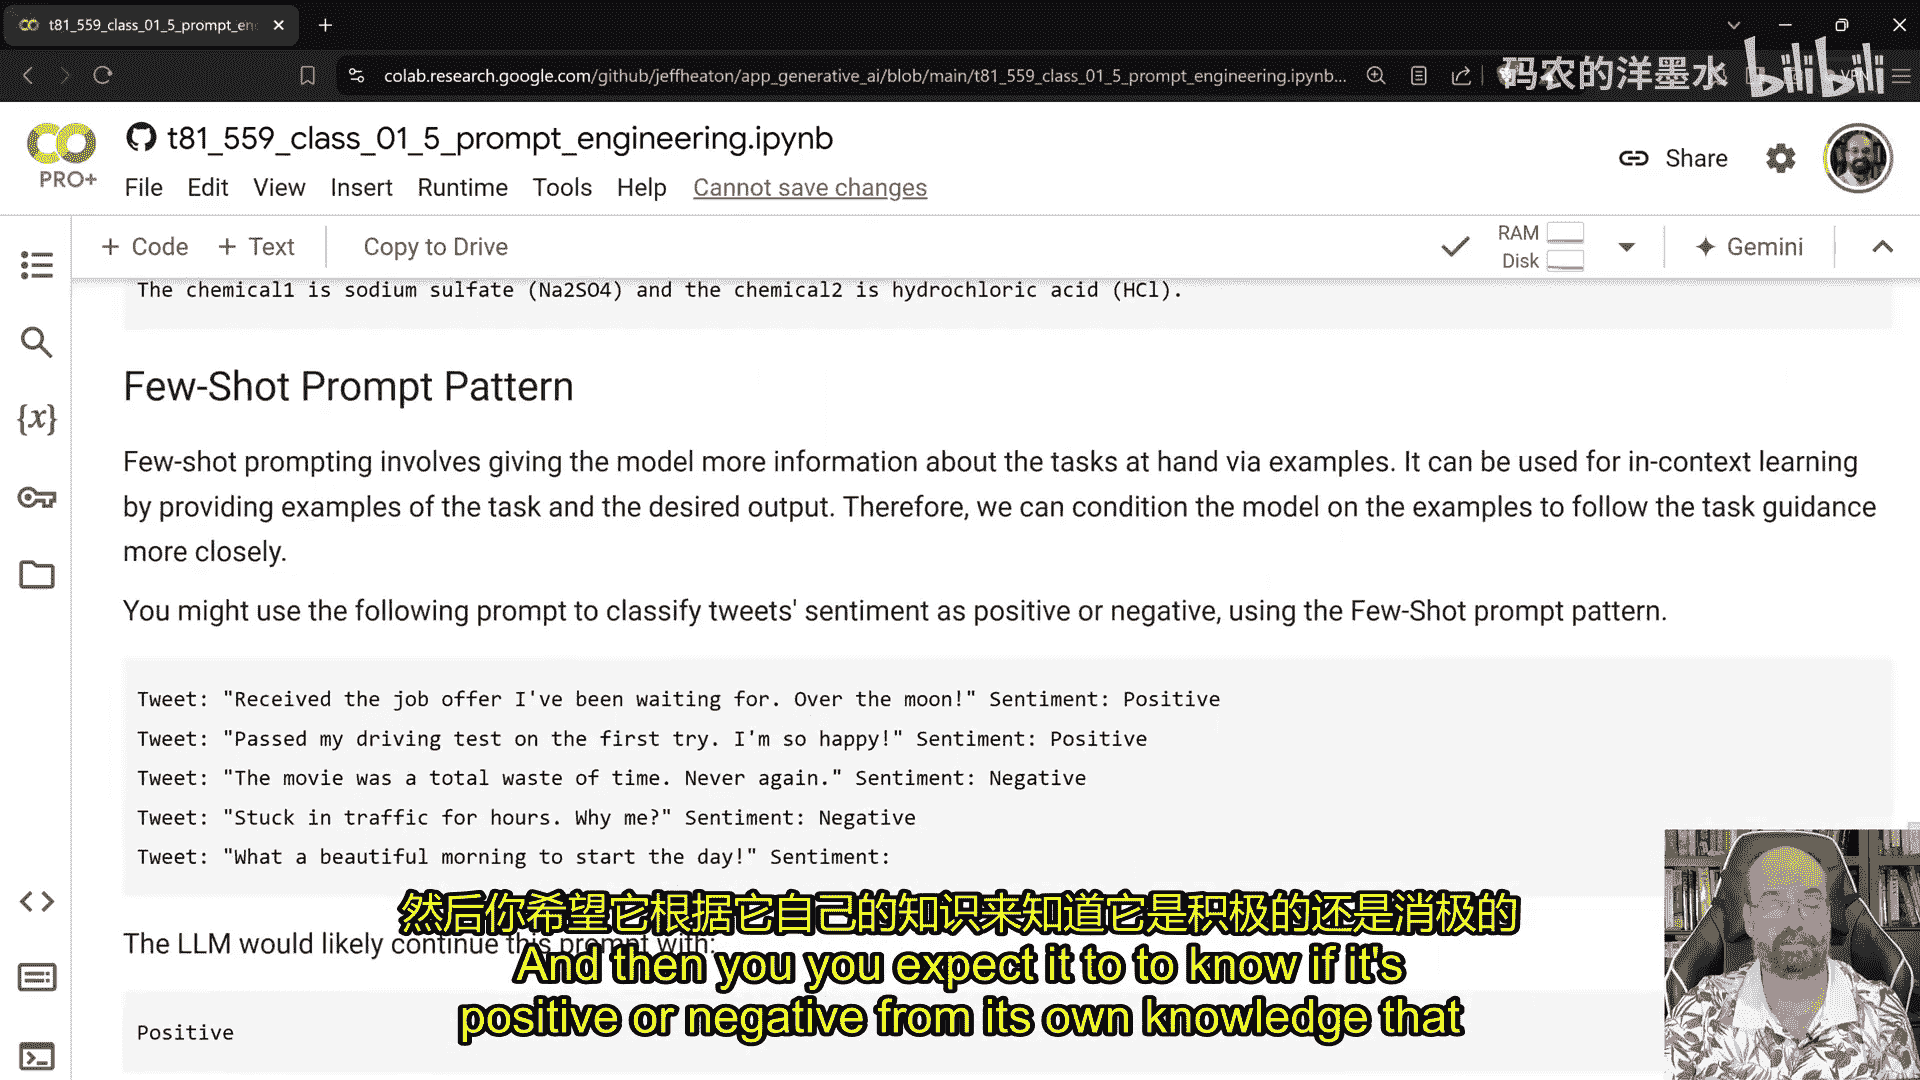 t81_559_class_01_5_prompt_en
colab.research.google.com/github/jeffheaton/app_generative_ai/blob/main/t81_559_class_01_5_prompt_engineering.ipynb...
码农的洋墨水 bilibili
t81_559_class_01_5_prompt_engineering.ipynb
PRO+
File Edit View Insert Runtime Tools Help Cannot save changes
Share
+ Code + Text Copy to Drive
RAM
Disk
Gemini
The chemical1 is sodium sulfate (Na2SO4) and the chemical2 is hydrochloric acid (HCl).
Few-Shot Prompt Pattern
Few-shot prompting involves giving the model more information about the tasks at hand via examples. It can be used for in-context learning
by providing examples of the task and the desired output. Therefore, we can condition the model on the examples to follow the task guidance
more closely.
You might use the following prompt to classify tweets' sentiment as positive or negative, using the Few-Shot prompt pattern.
Tweet: "Received the job offer I've been waiting for. Over the moon!" Sentiment: Positive
Tweet: "Passed my driving test on the first try. I'm so happy!" Sentiment: Positive
Tweet: "The movie was a total waste of time. Never again." Sentiment: Negative
Tweet: "Stuck in traffic for hours. Why me?" Sentiment: Negative
Tweet: "What a beautiful morning to start the day!" Sentiment:
然后你希望它根据它自己的知识来知道它是积极的还是消极的
The LLM would likely continue this prompt with:
And then you you expect it to to know if it's
positive or negative from its own knowledge that
Positive